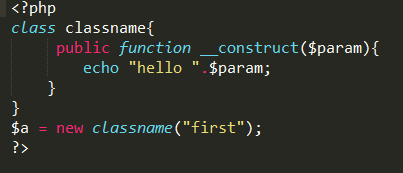 <?php
class classname{
public function __construct($param){
echo "hello ".$param;
}
}
$a = new classname("first");
?>